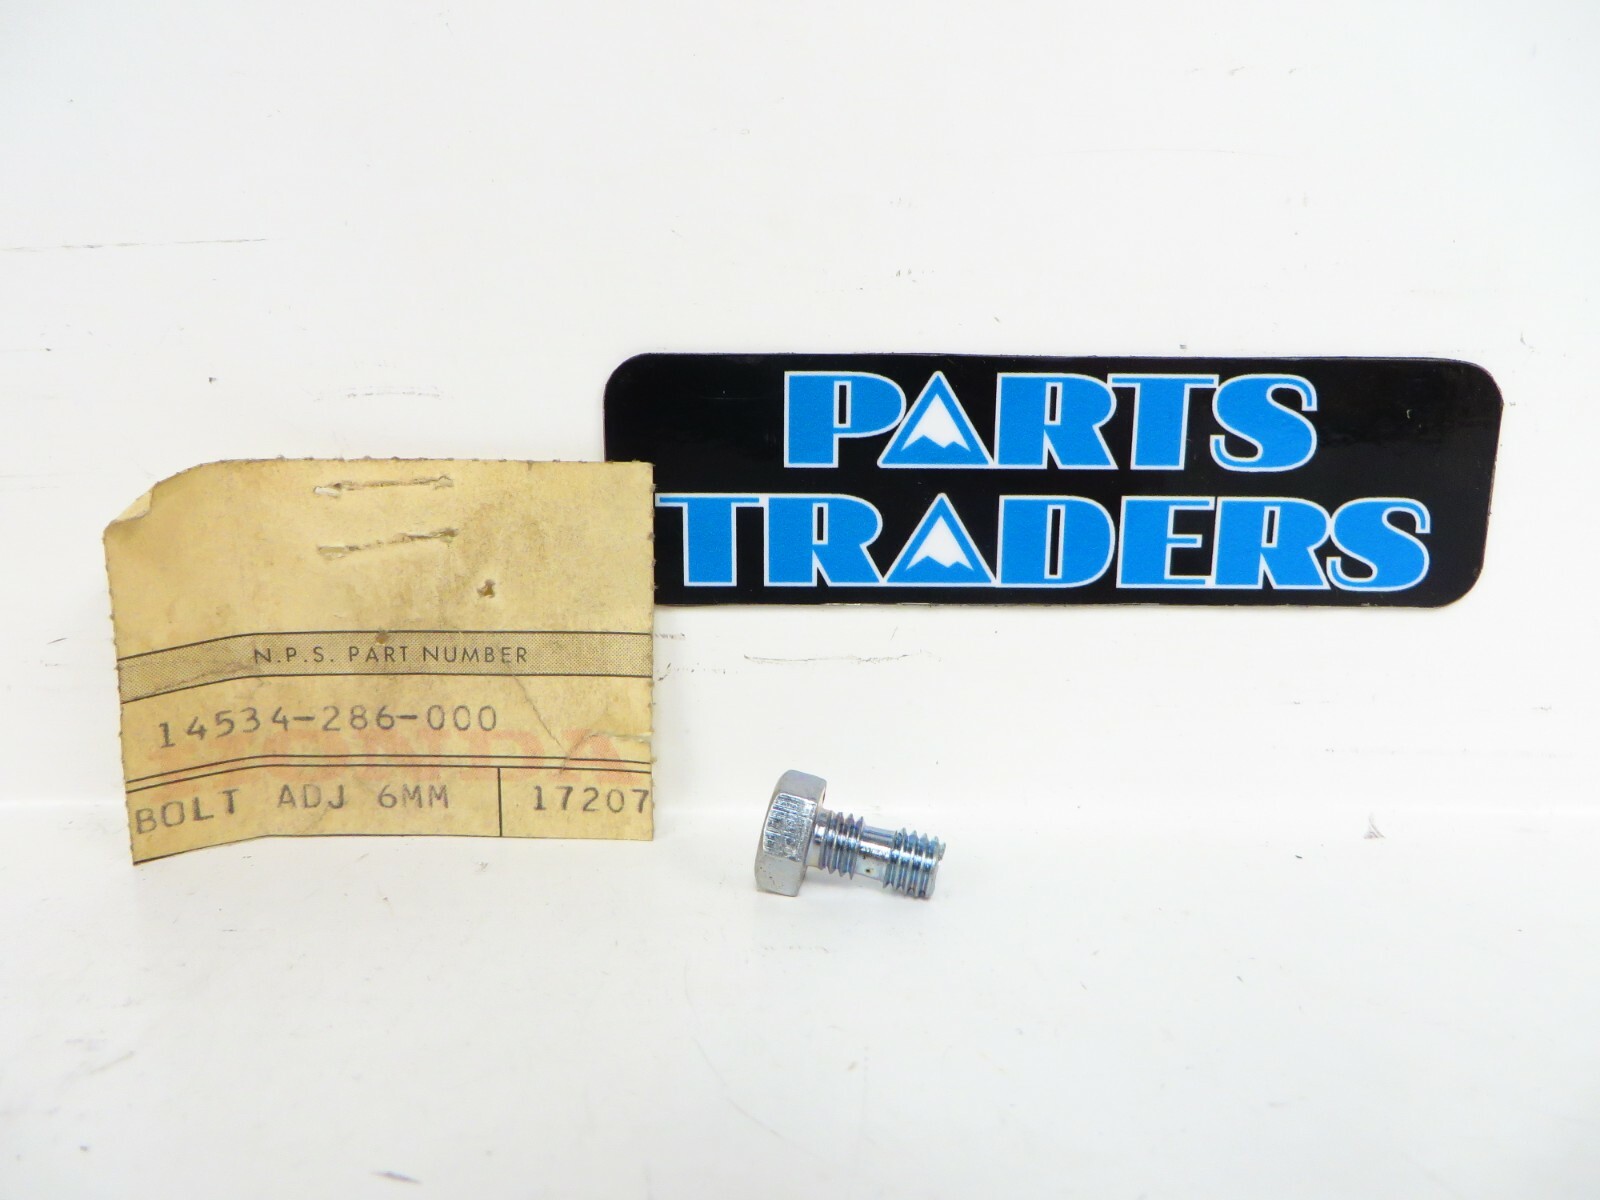 PARTS
TRADERS
N.P.S. PART NUMBER
14534-286-000
HONDA
BOLT ADJ 6MM 17207